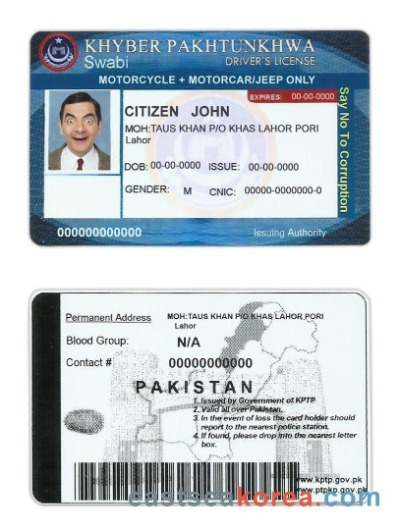 KHYBER PAKHTUNKHWA
Swabi
DRIVER'S LICENSE
MOTORCYCLE + MOTORCAR/JEEP ONLY
EXPIRES: 00-00-0000
CITIZEN JOHN
MOH:TAUS KHAN P/O KHAS LAHOR PORI
Lahor
DOB: 00-00-0000 ISSUE: 00-00-0000
GENDER: M CNIC: 00000-0000000-0
Say No To Corruption
000000000000
Issuing Authority
Permanent Address MOH:TAUS KHAN P/O KHAS LAHOR PORI
Lahor
Blood Group: N/A
Contact # 00000000000
PAKISTAN
1. Issued by Government of KPTP
2. Valid all over Pakistan.
3. In the event of loss the card holder should
report to the nearest police station.
4. If found, please drop into the nearest letter
box.
www.kptp.gov.pk
www.ptpkp.gov.pk
eastseakorea.com